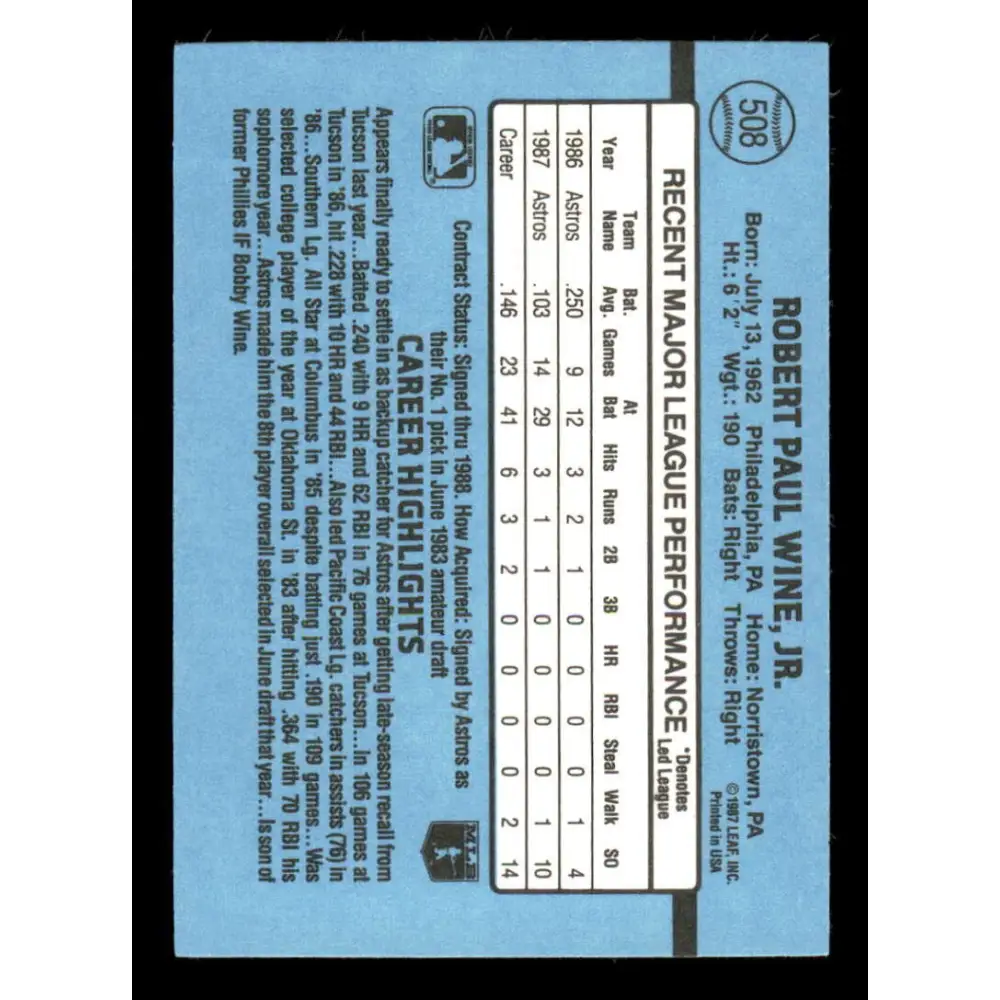 508
ROBERT PAUL WINE, JR.
Born: July 13, 1962 Philadelphia, PA Home: Norristown, PA
Ht.: 6'2" Wgt.: 190 Bats: Right Throws: Right
©1987 LEAF, INC.
Printed in USA
RECENT MAJOR LEAGUE PERFORMANCE *Denotes
Led League
Team Bat. At
Year Name Avg. Games Bat Hits Runs 2B 3B HR RBI Steal Walk SO
1986 Astros .250 9 12 3 2 1 0 0 0 0 1 4
1987 Astros .103 14 29 3 1 1 0 0 0 0 1 10
Career .146 23 41 6 3 2 0 0 0 0 2 14
Contract Status: Signed thru 1988. How Acquired: Signed by Astros as
their No. 1 pick in June 1983 amateur draft
MLB
CAREER HIGHLIGHTS
Appears finally ready to settle in as backup catcher for Astros after getting late-season recall from
Tucson last year...Batted .240 with 9 HR and 62 RBI in 76 games at Tucson...In 106 games at
Tucson in '86, hit .228 with 10 HR and 44 RBI...Also led Pacific Coast Lg. catchers in assists (76) in
'86...Southern Lg. All Star at Columbus in '85 despite batting just .190 in 109 games...Was
selected college player of the year at Oklahoma St. in '83 after hitting .364 with 70 RBI his
sophomore year...Astros made him the 8th player overall selected in June draft that year...Is son of
former Phillies IF Bobby Wine.